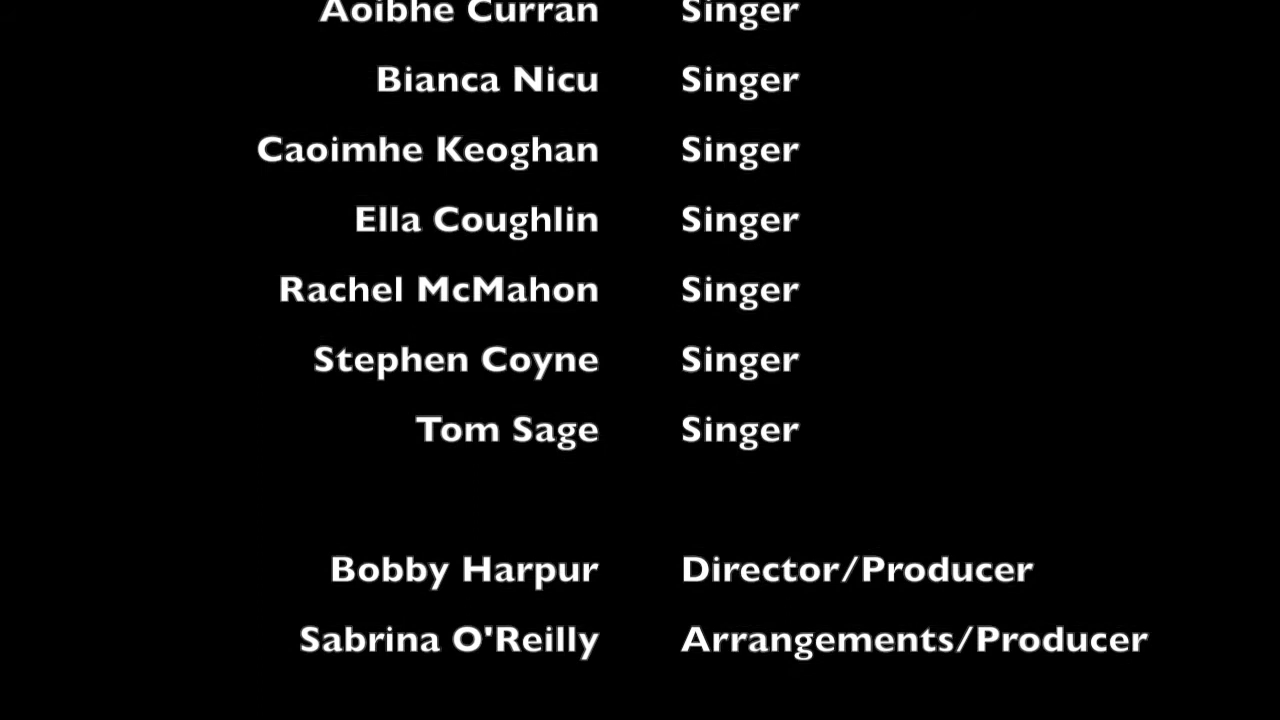 Aoibhe Curran Singer
Bianca Nicu Singer
Caoimhe Keoghan Singer
Ella Coughlin Singer
Rachel McMahon Singer
Stephen Coyne Singer
Tom Sage Singer
Bobby Harpur Director/Producer
Sabrina O'Reilly Arrangements/Producer